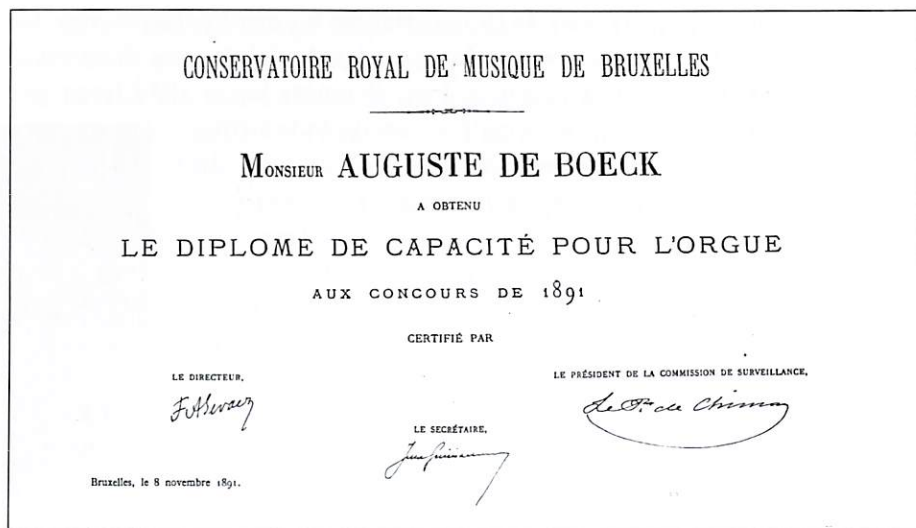 CONSERVATOIRE ROYAL DE MUSIQUE DE BRUXELLES
MONSIEUR AUGUSTE DE BOECK
A OBTENU
LE DIPLOME DE CAPACITÉ POUR L'ORGUE
AUX CONCOURS DE 1891
CERTIFIÉ PAR
LE DIRECTEUR,
LE PRÉSIDENT DE LA COMMISSION DE SURVEILLANCE,
FAGevaert
Le Pce de Chimay
LE SECRÉTAIRE,
Bruxelles, le 8 novembre 1891.